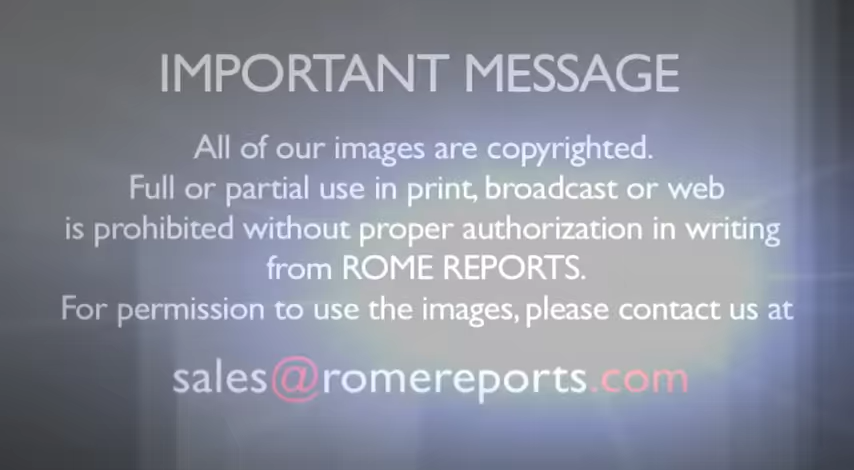 IMPORTANT MESSAGE
All of our images are copyrighted.
Full or partial use in print, broadcast or web
is prohibited without proper authorization in writing
from ROME REPORTS.
For permission to use the images, please contact us at
sales@romereports.com